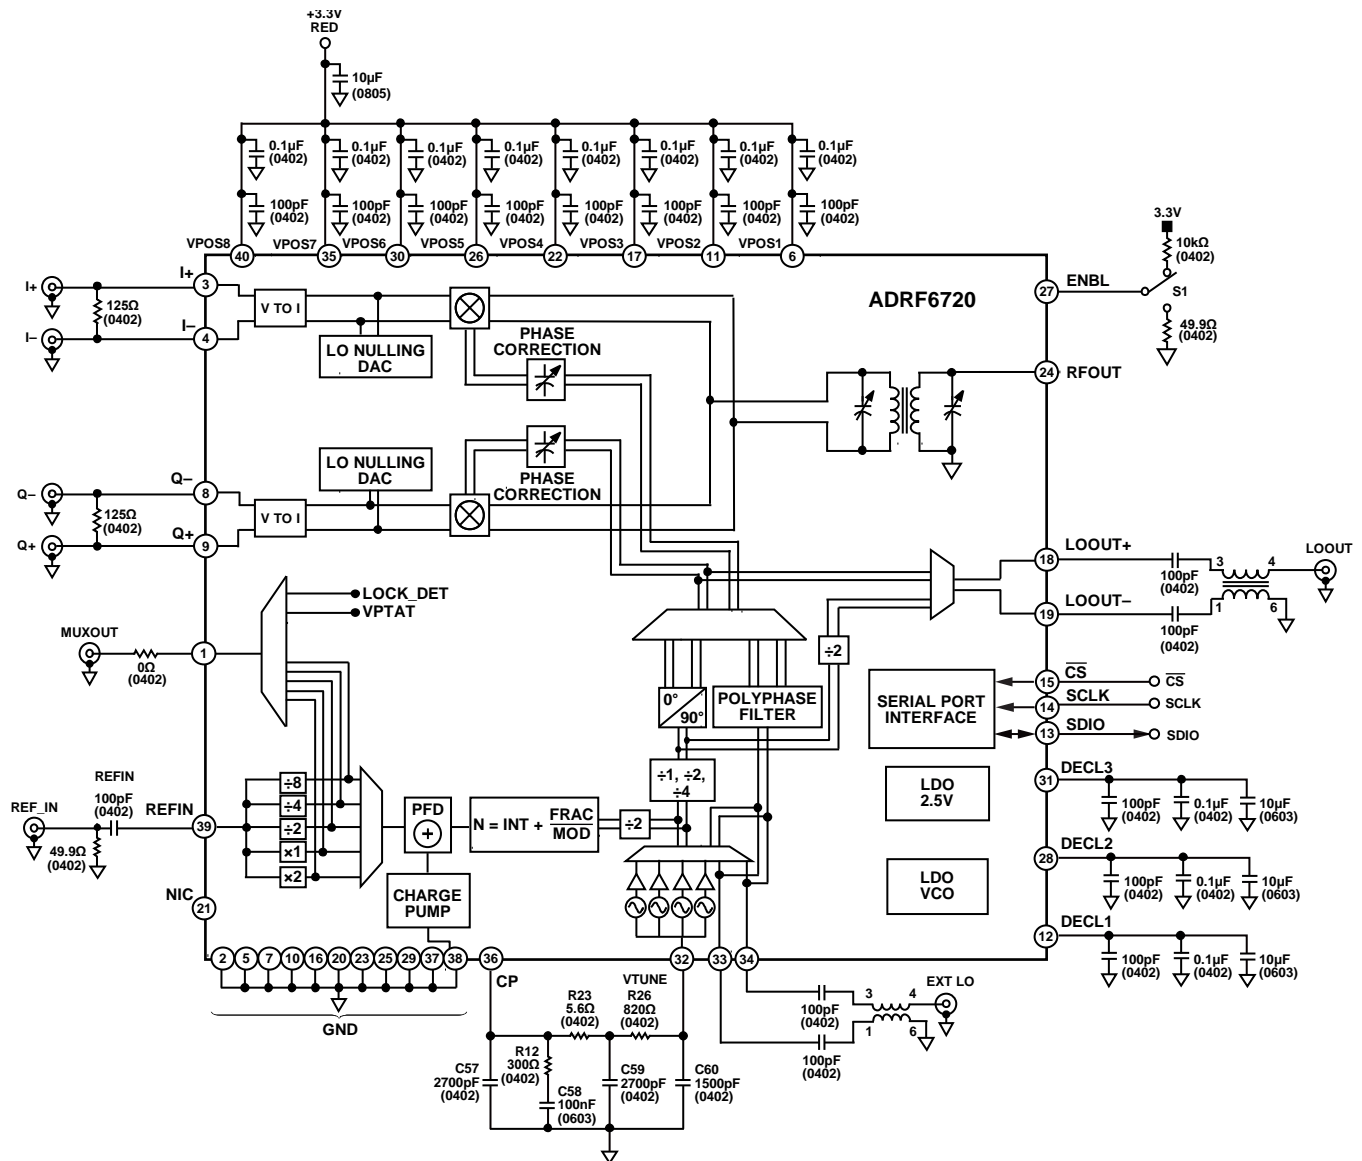 +3.3V
RED
10µF
(0805)
0.1µF
(0402)
0.1µF
(0402)
0.1µF
(0402)
0.1µF
(0402)
0.1µF
(0402)
0.1µF
(0402)
0.1µF
(0402)
0.1µF
(0402)
100pF
(0402)
100pF
(0402)
100pF
(0402)
100pF
(0402)
100pF
(0402)
100pF
(0402)
100pF
(0402)
100pF
(0402)
VPOS8 VPOS7 VPOS6 VPOS5 VPOS4 VPOS3 VPOS2 VPOS1
40 35 30 26 22 17 11 6
3.3V
10kΩ
(0402)
S1
49.9Ω
(0402)
27 ENBL
ADRF6720
I+
I+
3
125Ω
(0402)
I–
I–
4
V TO I
LO NULLING
DAC
PHASE
CORRECTION
24 RFOUT
LO NULLING
DAC
PHASE
CORRECTION
Q–
Q–
8
125Ω
(0402)
Q+
Q+
9
V TO I
LOCK_DET
VPTAT
MUXOUT
1
0Ω
(0402)
18 LOOUT+
100pF
(0402)
3 4
LOOUT
19 LOOUT–
100pF
(0402)
1 6
÷2
0°
90°
POLYPHASE
FILTER
SERIAL PORT
INTERFACE
15 CS
CS
14 SCLK
SCLK
13 SDIO
SDIO
÷1, ÷2,
÷4
LDO
2.5V
31 DECL3
100pF
(0402)
0.1µF
(0402)
10µF
(0603)
REFIN
100pF
(0402)
REF_IN
REFIN
39
49.9Ω
(0402)
÷8
÷4
÷2
×1
×2
PFD
+
N = INT + FRAC
MOD
÷2
CHARGE
PUMP
NIC
21
LDO
VCO
28 DECL2
100pF
(0402)
0.1µF
(0402)
10µF
(0603)
12 DECL1
100pF
(0402)
0.1µF
(0402)
10µF
(0603)
2 5 7 10 16 20 23 25 29 37 38 36 32 33 34
GND
CP
VTUNE
R23
5.6Ω
(0402)
R26
820Ω
(0402)
R12
300Ω
(0402)
C57
2700pF
(0402)
C58
100nF
(0603)
C59
2700pF
(0402)
C60
1500pF
(0402)
100pF
(0402)
100pF
(0402)
3 4
1 6
EXT LO